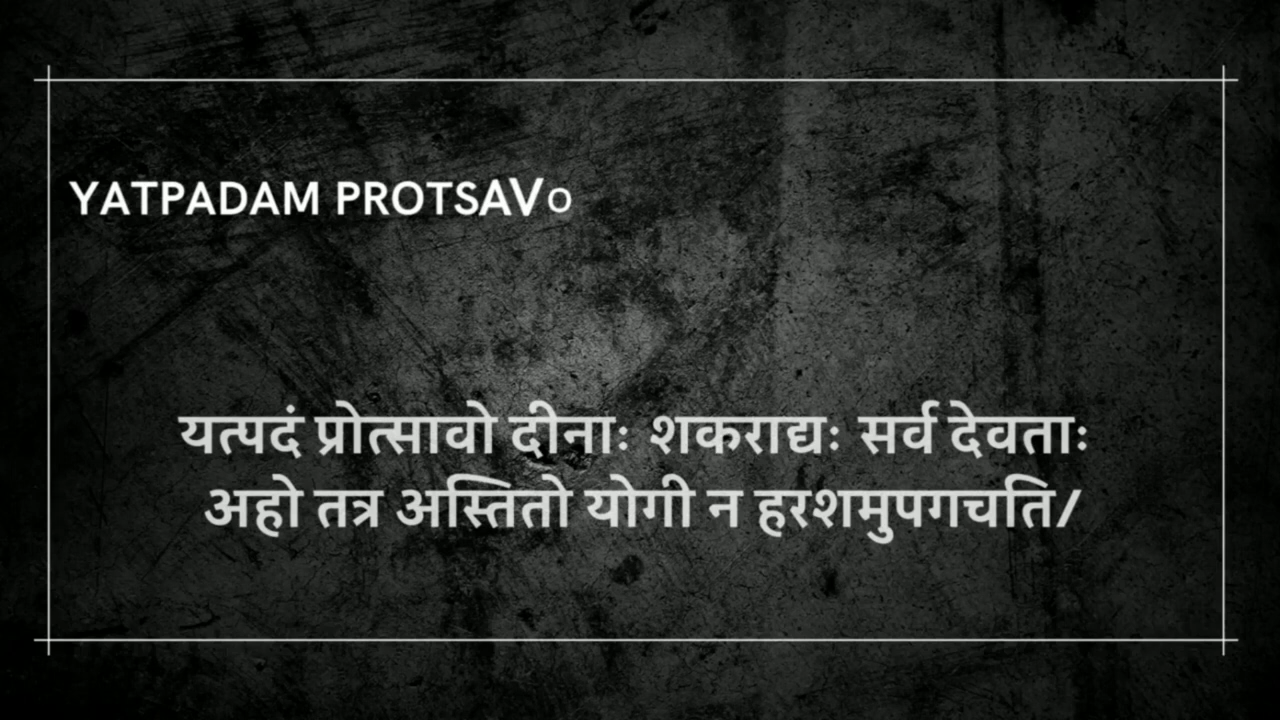 YATPADAM PROTSAVO
यत्पदं प्रोत्सावो दीनाः शकराद्यः सर्व देवताः
अहो तत्र अस्तितो योगी न हरशमुपगचति/